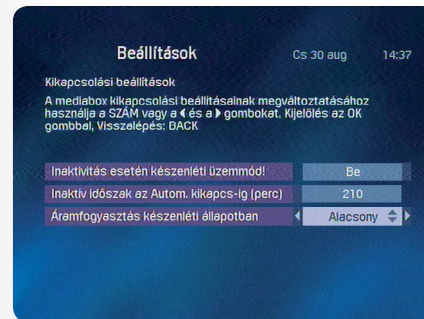 Beállítások Cs 30 aug 14:37
Kikapcsolási beállítások
A mediabox kikapcsolási beállításainak megváltoztatásához
használja a SZÁM vagy a ◀ és a ▶ gombokat. Kijelölés az OK
gombbal, Visszalépés: BACK
Inaktivitás esetén készenléti üzemmód! Be
Inaktív időszak az Autom. kikapcs-ig (perc) 210
Áramfogyasztás készenléti állapotban Alacsony